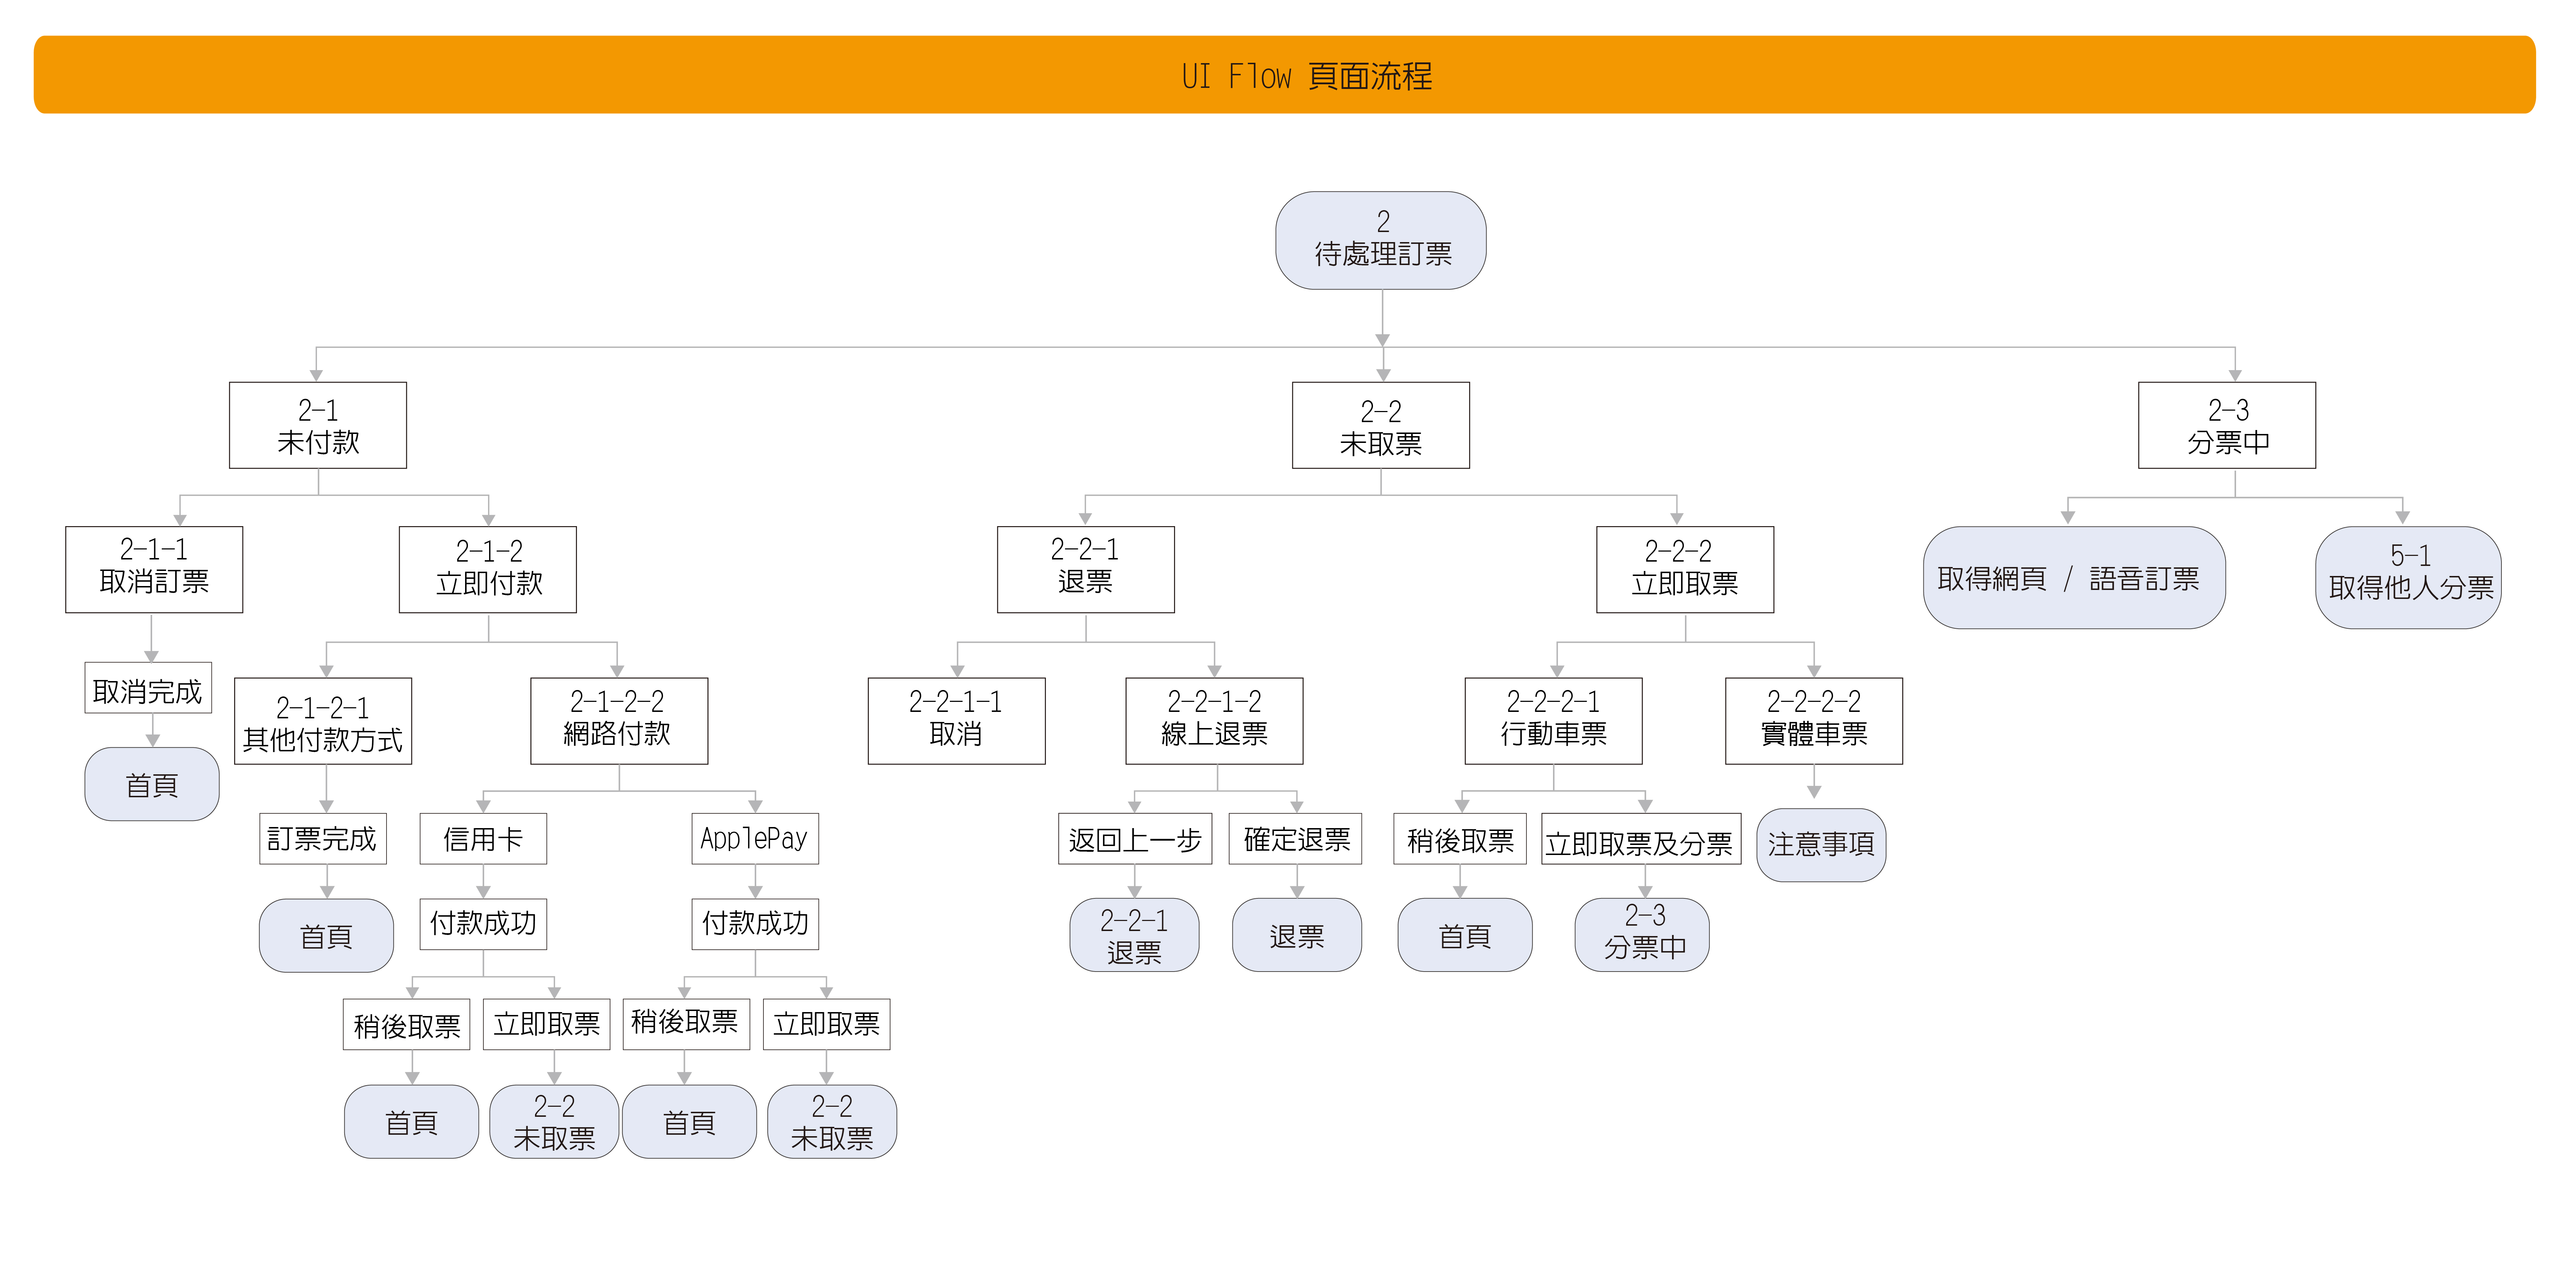 UI Flow 頁面流程
2
待處理訂票
2-1
未付款
2-2
未取票
2-3
分票中
2-1-1
取消訂票
2-1-2
立即付款
2-2-1
退票
2-2-2
立即取票
取得網頁 / 語音訂票
5-1
取得他人分票
取消完成
2-1-2-1
其他付款方式
2-1-2-2
網路付款
2-2-1-1
取消
2-2-1-2
線上退票
2-2-2-1
行動車票
2-2-2-2
實體車票
首頁
訂票完成
信用卡
ApplePay
返回上一步
確定退票
稍後取票
立即取票及分票
注意事項
首頁
付款成功
付款成功
2-2-1
退票
退票
首頁
2-3
分票中
稍後取票
立即取票
稍後取票
立即取票
首頁
2-2
未取票
首頁
2-2
未取票